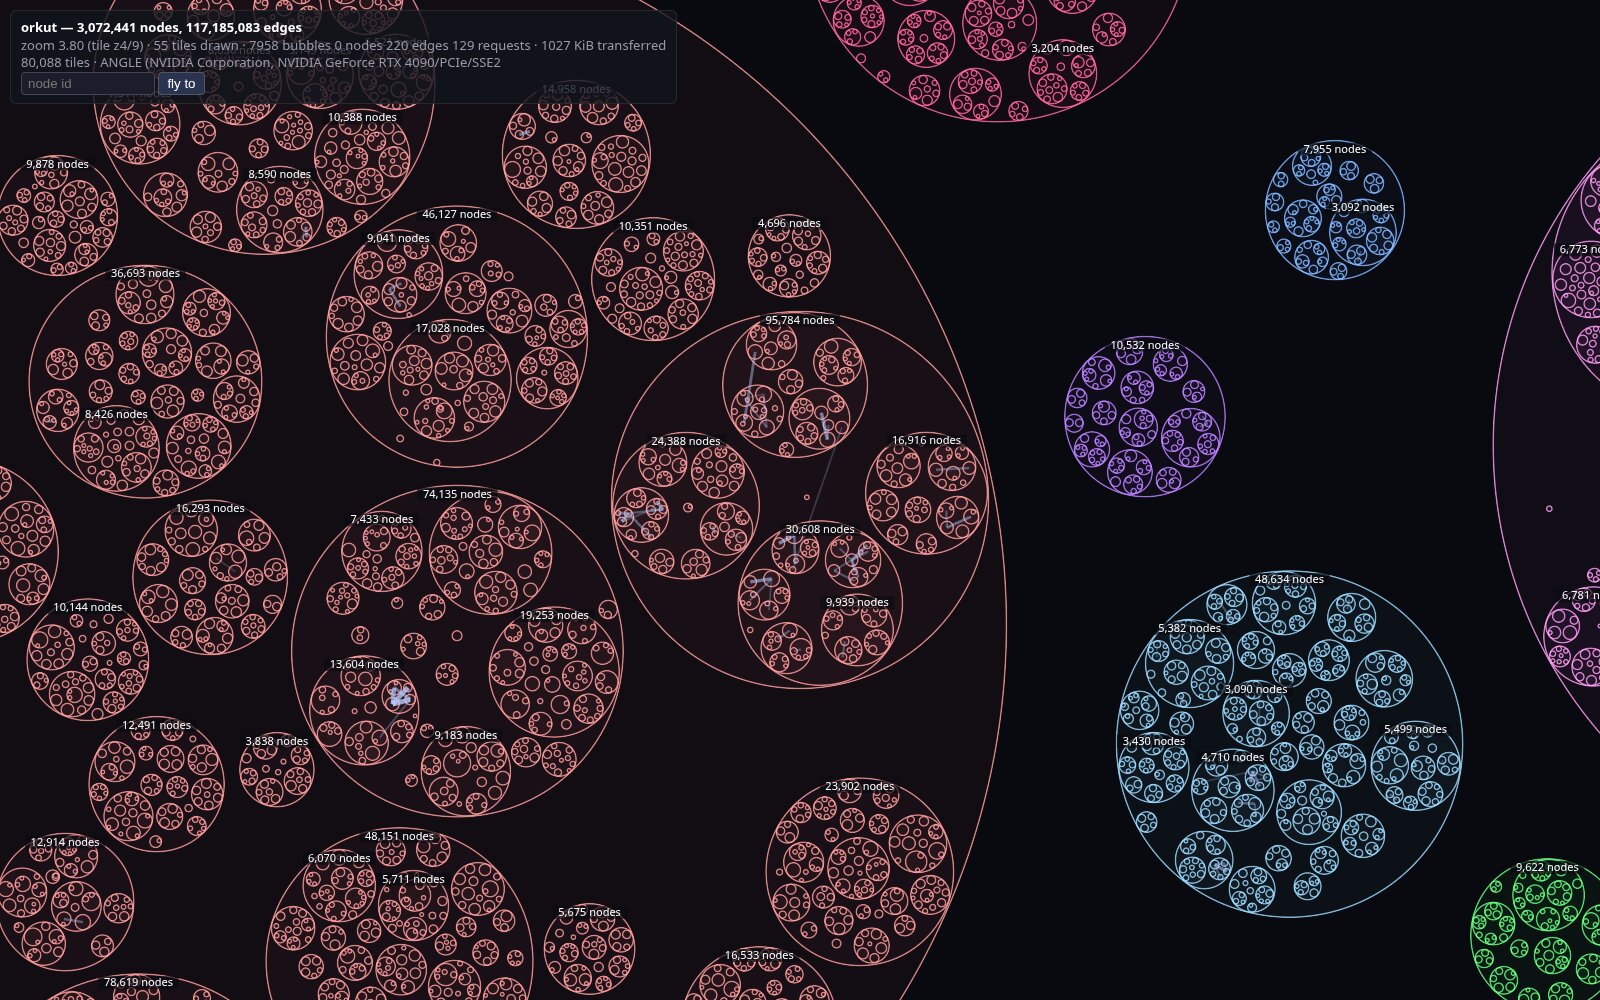 orkut — 3,072,441 nodes, 117,185,083 edges
zoom 3.80 (tile z4/9) · 55 tiles drawn · 7958 bubbles 0 nodes 220 edges 129 requests · 1027 KiB transferred
80,088 tiles · ANGLE (NVIDIA Corporation, NVIDIA GeForce RTX 4090/PCIe/SSE2
node id fly to
3,204 nodes
14,958 nodes
10,388 nodes
7,955 nodes
9,878 nodes
8,590 nodes
3,092 nodes
46,127 nodes
4,696 nodes
9,041 nodes
10,351 nodes
6,773 no
36,693 nodes
95,784 nodes
17,028 nodes
10,532 nodes
8,426 nodes
24,388 nodes
16,916 nodes
74,135 nodes
16,293 nodes
7,433 nodes
30,608 nodes
48,634 nodes
6,781 n
10,144 nodes
9,939 nodes
19,253 nodes
5,382 nodes
13,604 nodes
3,090 nodes
12,491 nodes
5,499 nodes
9,183 nodes
3,838 nodes
3,430 nodes
4,710 nodes
23,902 nodes
48,151 nodes
12,914 nodes
6,070 nodes
9,622 nodes
5,711 nodes
5,675 nodes
16,533 nodes
78,619 nodes